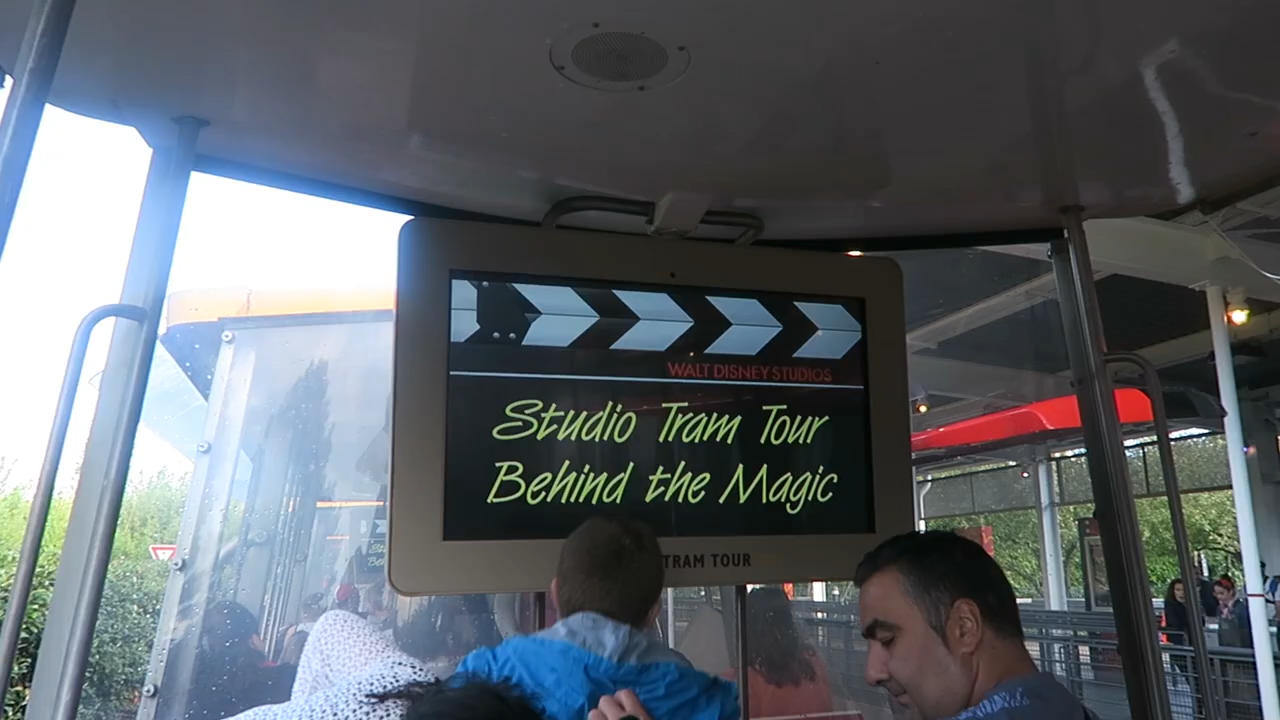 WALT DISNEY STUDIOS
Studio Tram Tour
Behind the Magic
TRAM TOUR